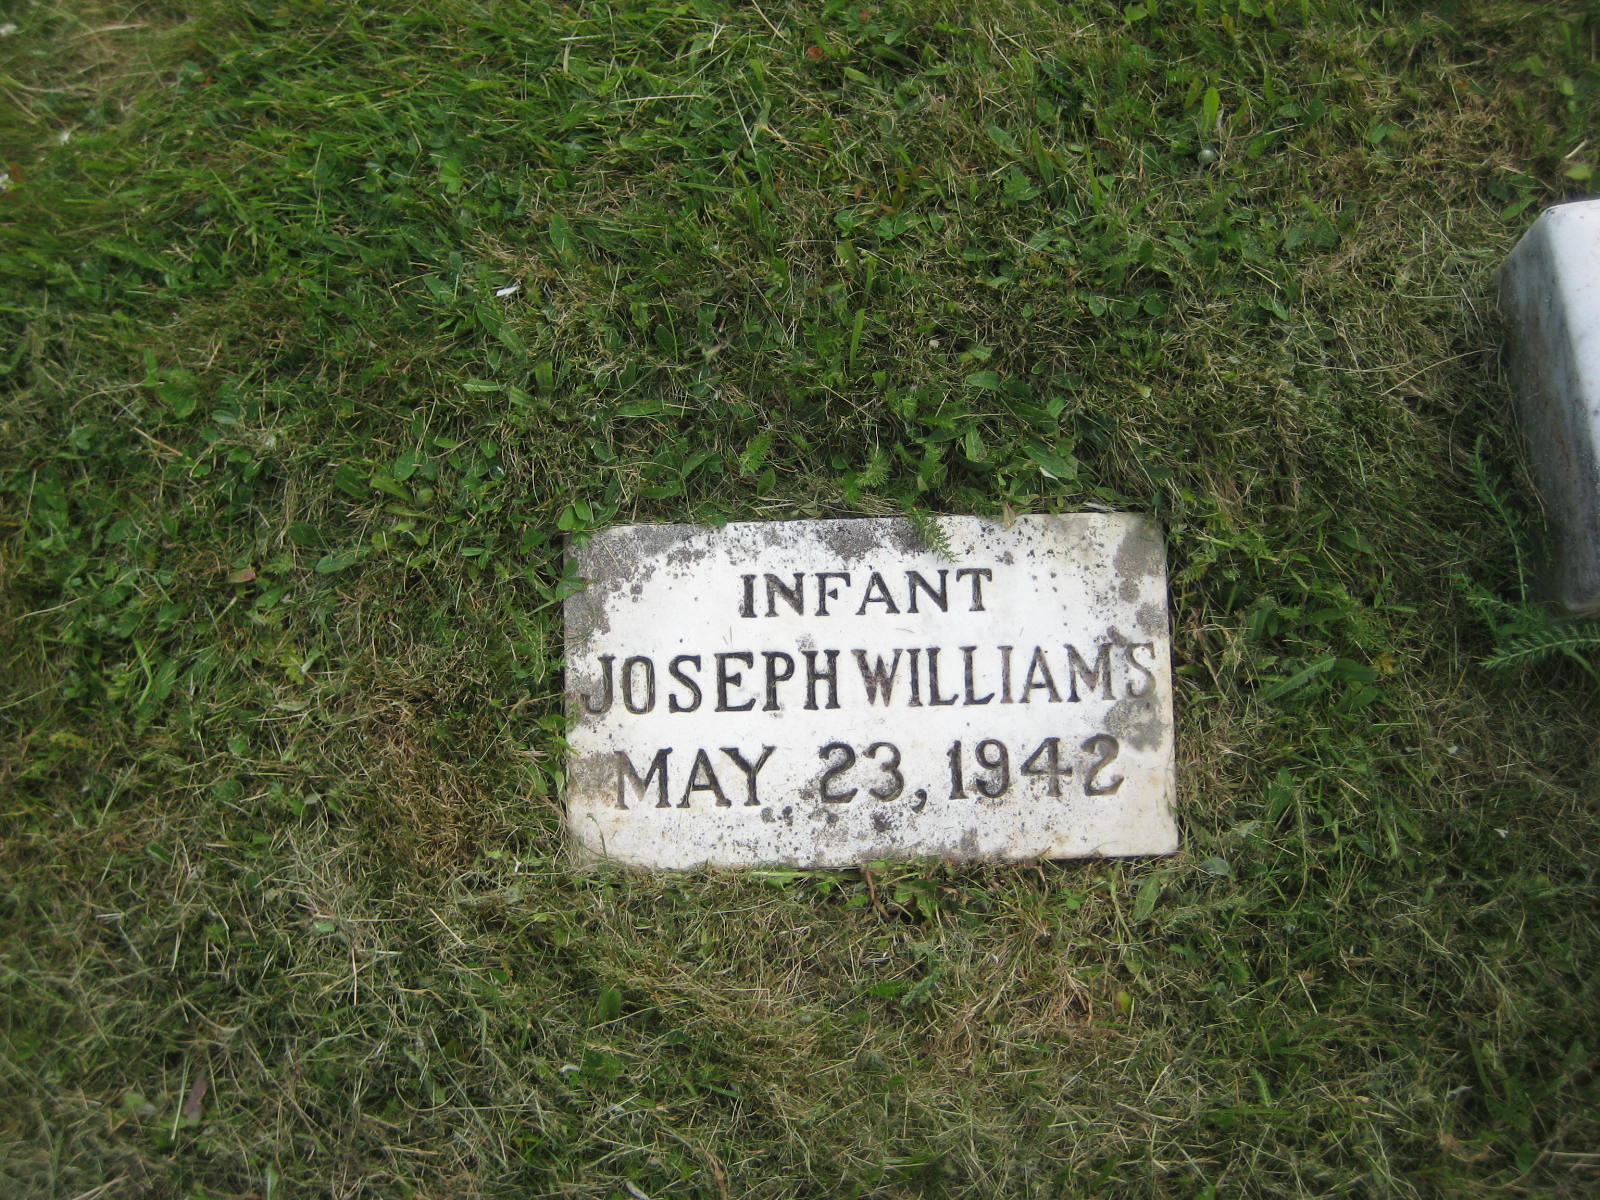 INFANT
JOSEPH WILLIAMS
MAY, 23, 1942